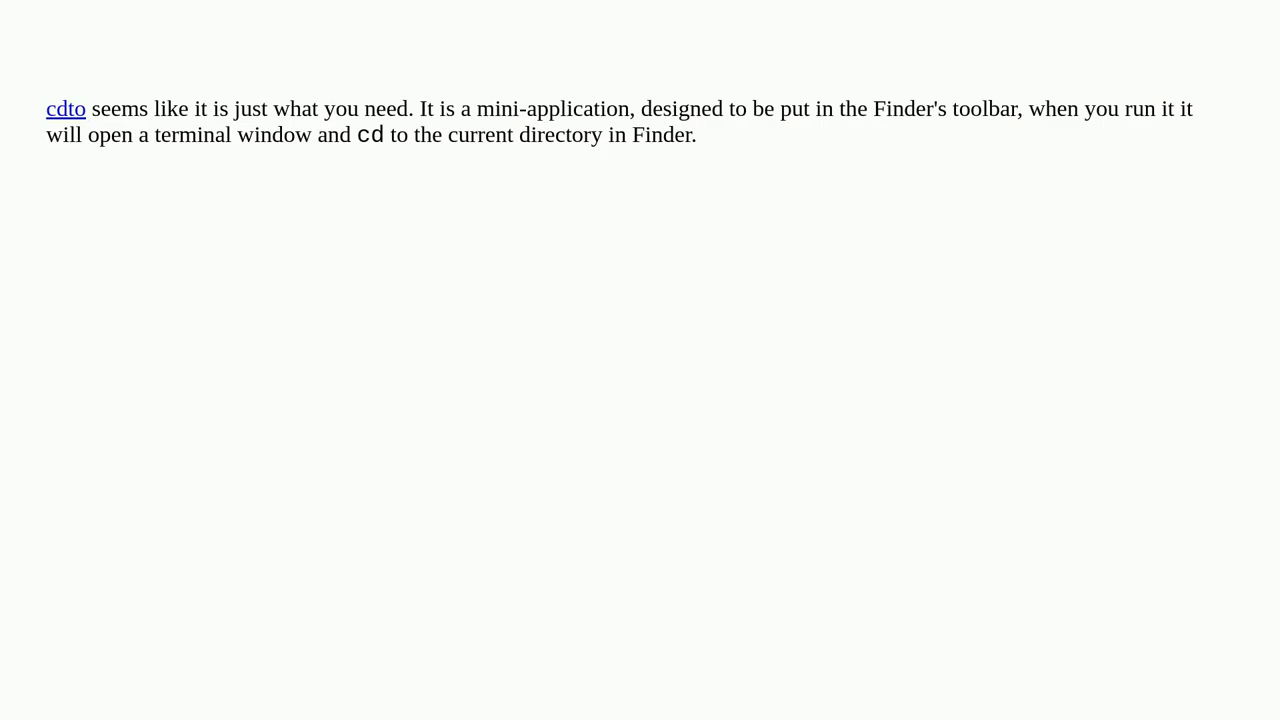 cdto seems like it is just what you need. It is a mini-application, designed to be put in the Finder's toolbar, when you run it it
will open a terminal window and cd to the current directory in Finder.